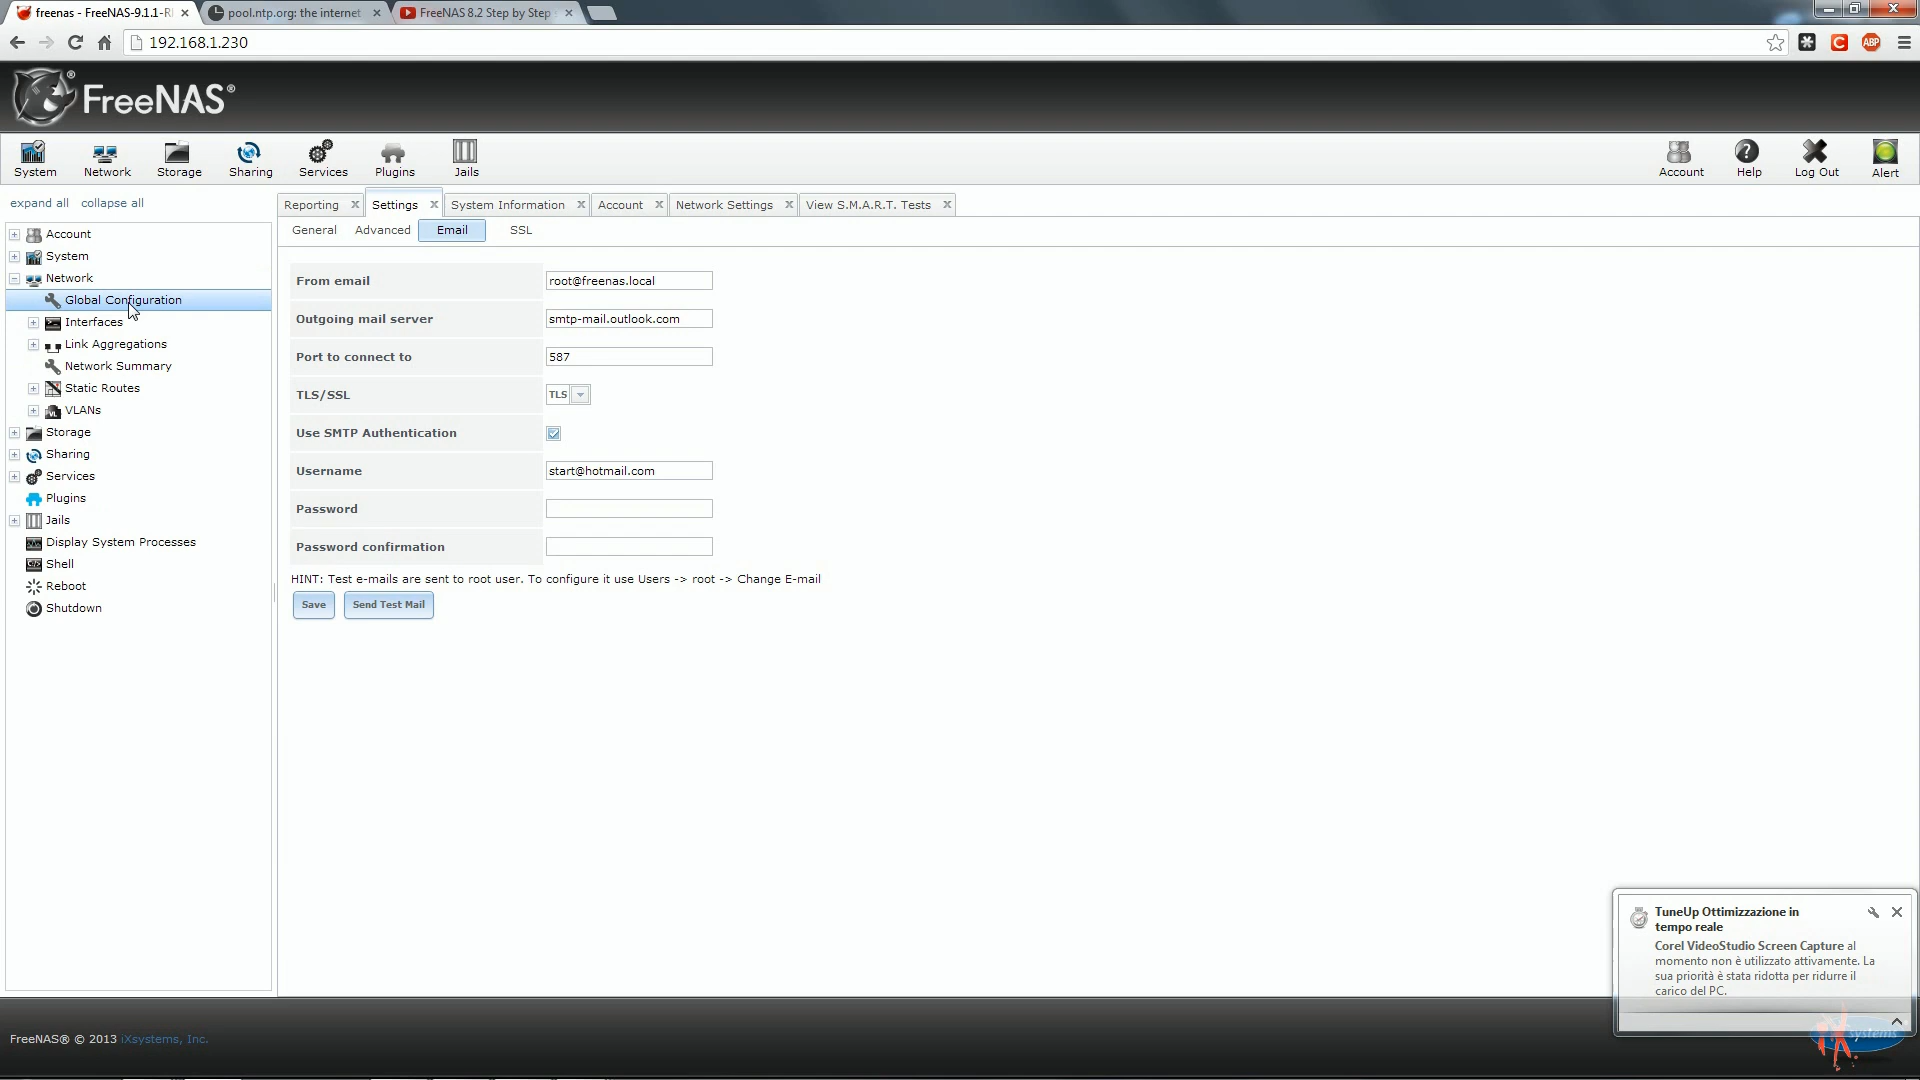 freenas - FreeNAS-9.1.1-RE
pool.ntp.org: the internet
FreeNAS 8.2 Step by Step
192.168.1.230
ABP
FreeNAS®
System
Network
Storage
Sharing
Services
Plugins
Jails
Account
Help
Log Out
Alert
expand all collapse all
Account
System
Network
Global Configuration
Interfaces
Link Aggregations
Network Summary
Static Routes
VLANs
Storage
Sharing
Services
Plugins
Jails
Display System Processes
Shell
Reboot
Shutdown
Reporting
Settings
System Information
Account
Network Settings
View S.M.A.R.T. Tests
General
Advanced
Email
SSL
From email root@freenas.local
Outgoing mail server smtp-mail.outlook.com
Port to connect to 587
TLS/SSL TLS
Use SMTP Authentication
Username start@hotmail.com
Password
Password confirmation
HINT: Test e-mails are sent to root user. To configure it use Users -> root -> Change E-mail
Save
Send Test Mail
TuneUp Ottimizzazione in
tempo reale
Corel VideoStudio Screen Capture al
momento non è utilizzato attivamente. La
sua priorità è stata ridotta per ridurre il
carico del PC.
FreeNAS® © 2013 iXsystems, Inc.